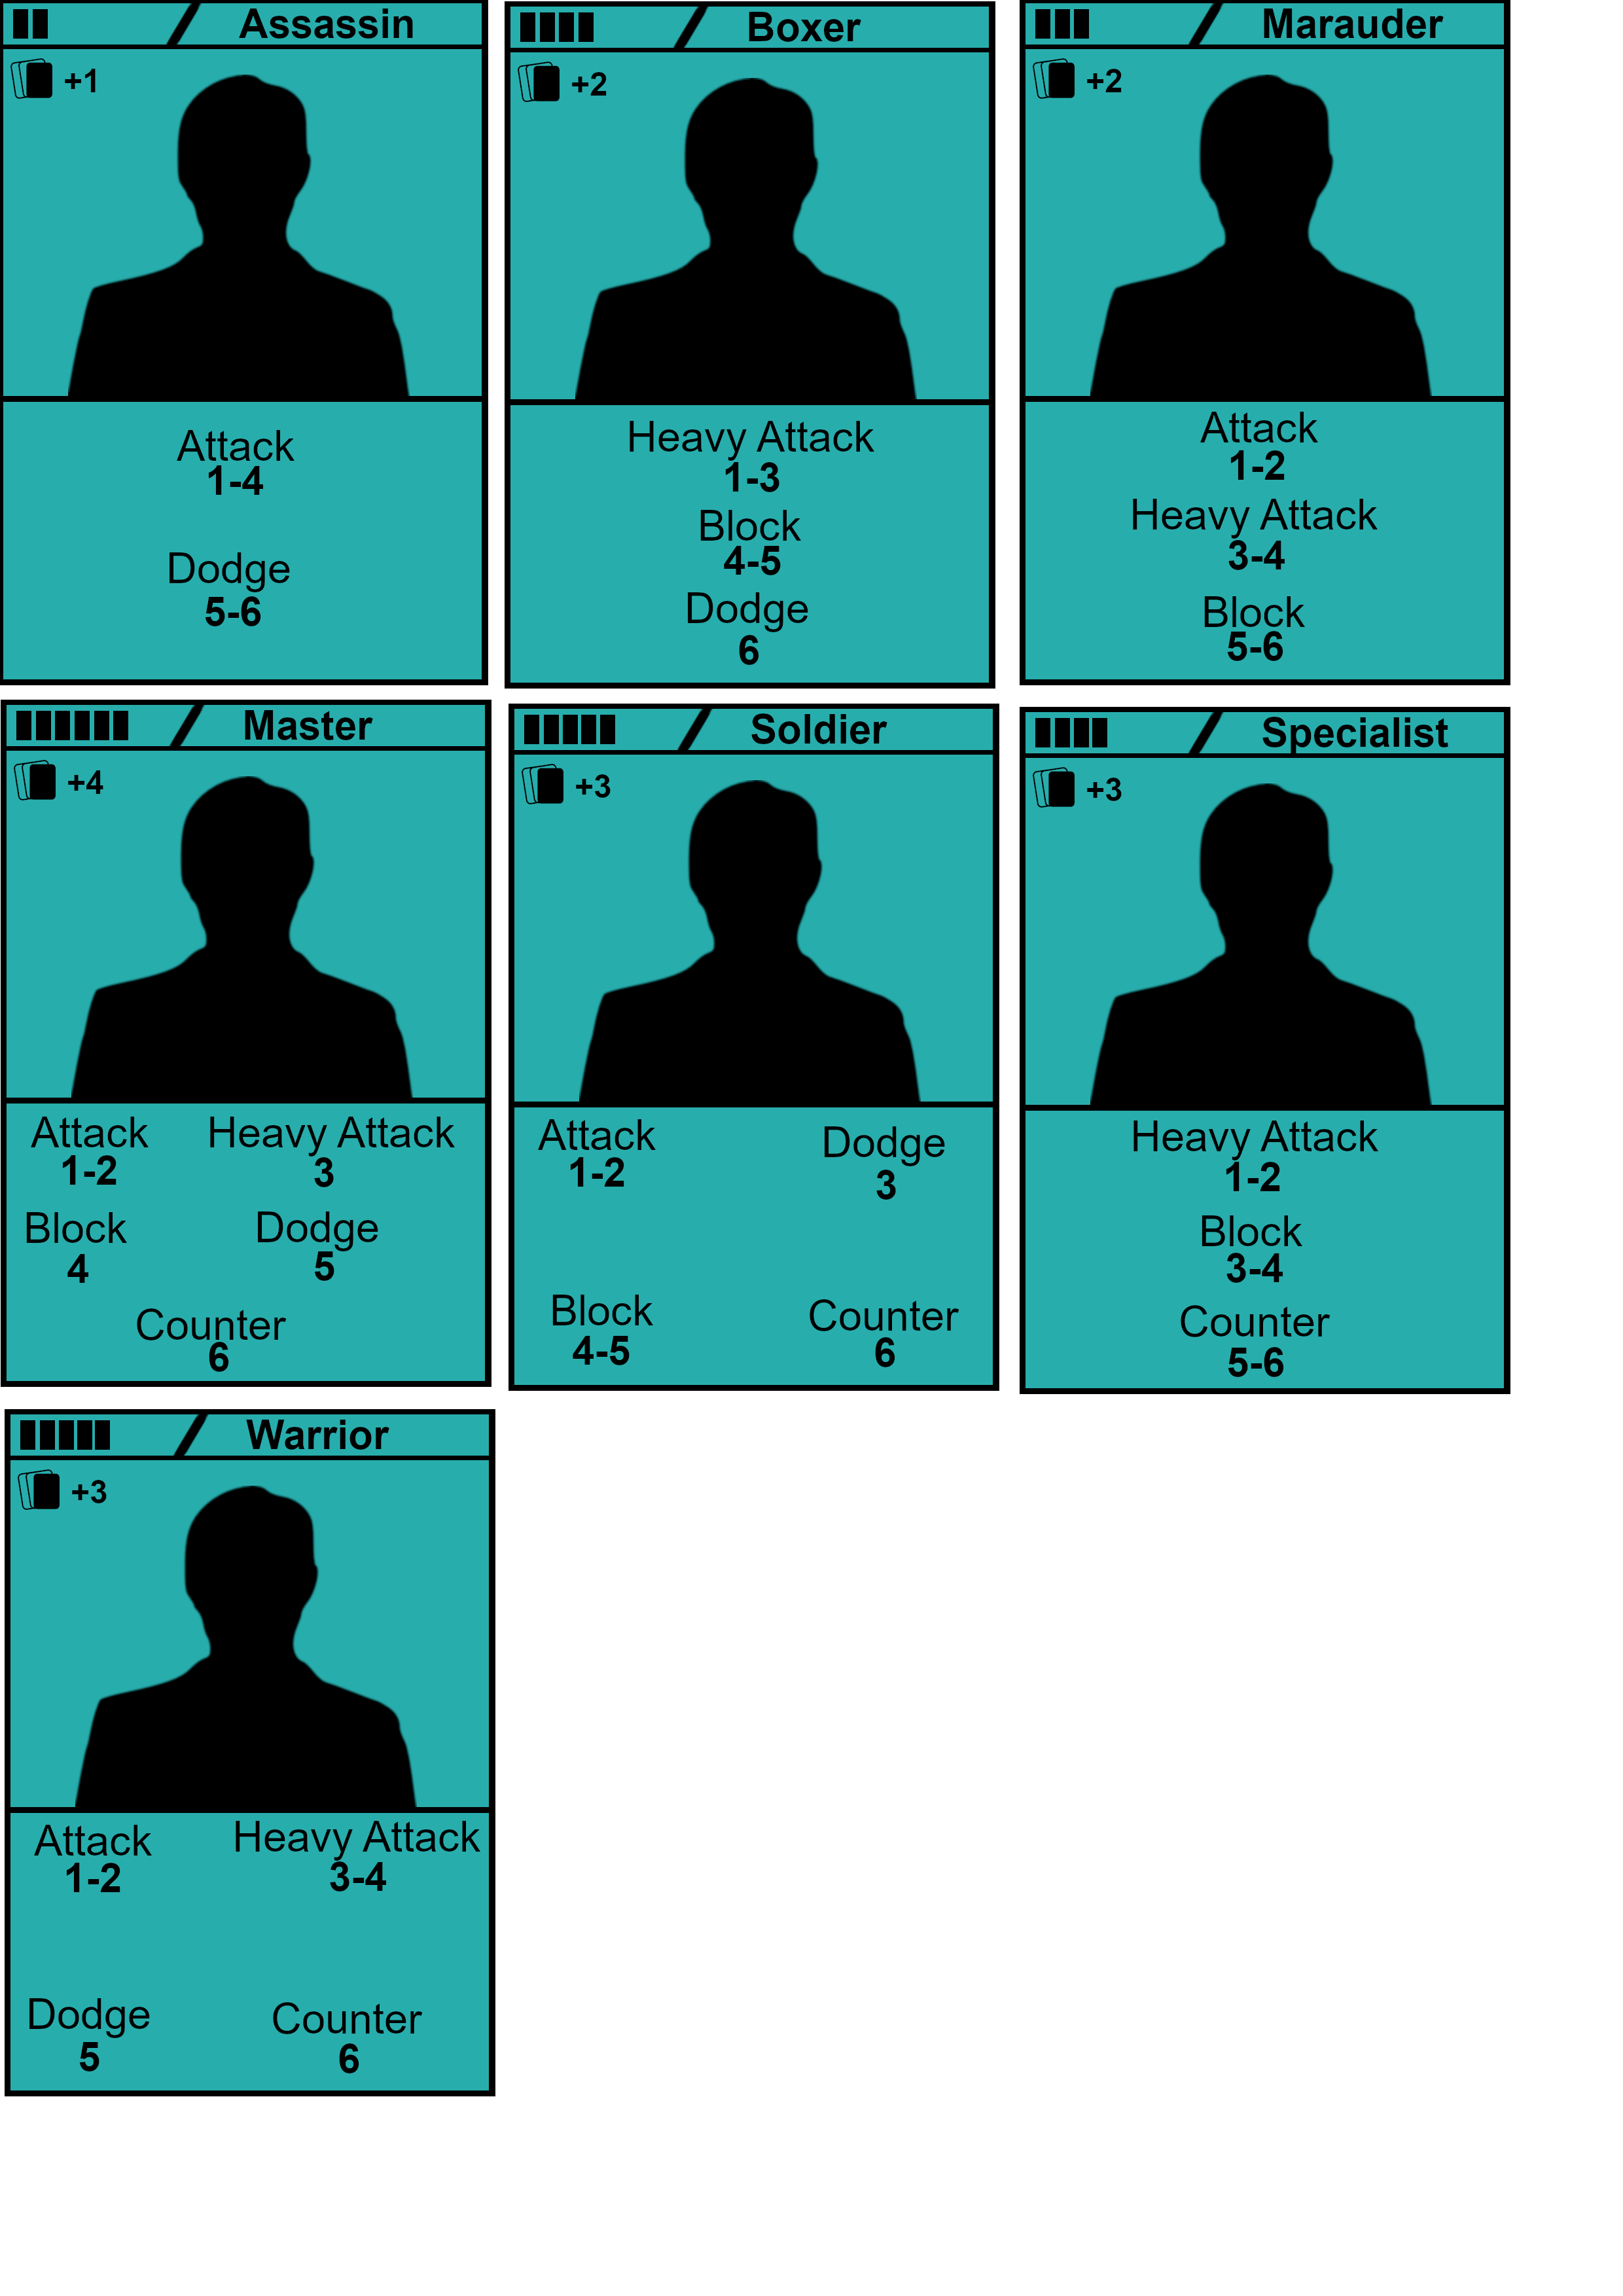 Assassin
+1
Attack
1-4
Dodge
5-6
Boxer
+2
Heavy Attack
1-3
Block
4-5
Dodge
6
Marauder
+2
Attack
1-2
Heavy Attack
3-4
Block
5-6
Master
+4
Attack
1-2
Heavy Attack
3
Block
4
Dodge
5
Counter
6
Soldier
+3
Attack
1-2
Dodge
3
Block
4-5
Counter
6
Specialist
+3
Heavy Attack
1-2
Block
3-4
Counter
5-6
Warrior
+3
Attack
1-2
Heavy Attack
3-4
Dodge
5
Counter
6